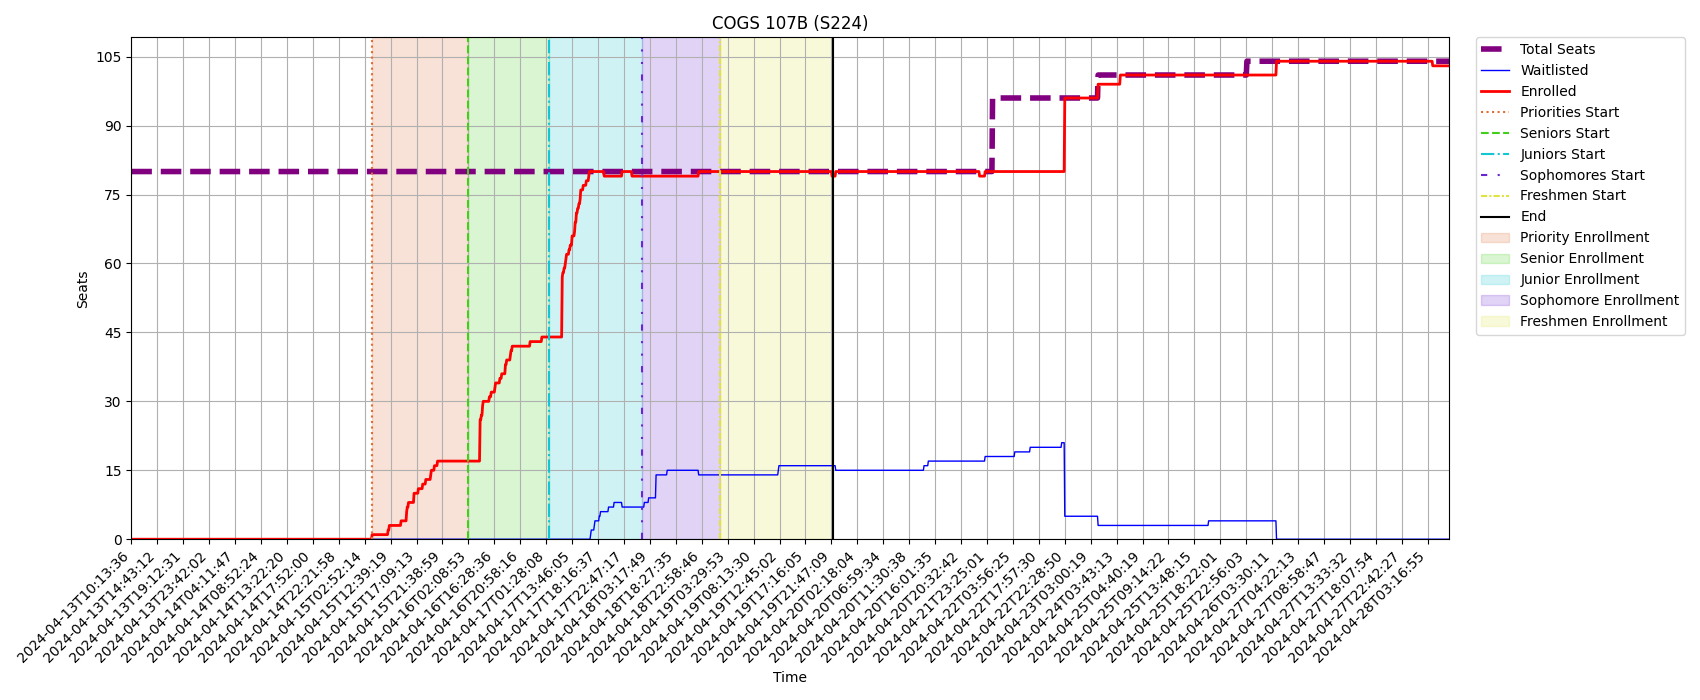 COGS 107B (S224)
105
90
75
60
45
30
15
0
Seats
2024-04-13T10:13:36
2024-04-13T14:43:12
2024-04-13T19:12:31
2024-04-13T23:42:02
2024-04-14T04:11:47
2024-04-14T08:52:24
2024-04-14T13:22:20
2024-04-14T17:52:00
2024-04-14T22:21:58
2024-04-15T02:52:14
2024-04-15T12:39:19
2024-04-15T17:09:13
2024-04-15T21:38:59
2024-04-16T02:08:53
2024-04-16T16:28:36
2024-04-16T20:58:16
2024-04-17T01:28:08
2024-04-17T13:46:05
2024-04-17T18:16:37
2024-04-17T22:47:17
2024-04-18T03:17:49
2024-04-18T18:27:35
2024-04-18T22:58:46
2024-04-19T03:29:53
2024-04-19T08:13:30
2024-04-19T12:45:02
2024-04-19T17:16:05
2024-04-19T21:47:09
2024-04-20T02:18:04
2024-04-20T06:59:34
2024-04-20T11:30:38
2024-04-20T16:01:35
2024-04-20T20:32:42
2024-04-21T23:25:01
2024-04-22T03:56:25
2024-04-22T17:57:30
2024-04-22T22:28:50
2024-04-23T03:00:19
2024-04-24T03:43:13
2024-04-25T04:40:19
2024-04-25T09:14:22
2024-04-25T13:48:15
2024-04-25T18:22:01
2024-04-25T22:56:03
2024-04-26T03:30:11
2024-04-27T04:22:13
2024-04-27T08:58:47
2024-04-27T13:33:32
2024-04-27T18:07:54
2024-04-27T22:42:27
2024-04-28T03:16:55
Time
Total Seats
Waitlisted
Enrolled
Priorities Start
Seniors Start
Juniors Start
Sophomores Start
Freshmen Start
End
Priority Enrollment
Senior Enrollment
Junior Enrollment
Sophomore Enrollment
Freshmen Enrollment